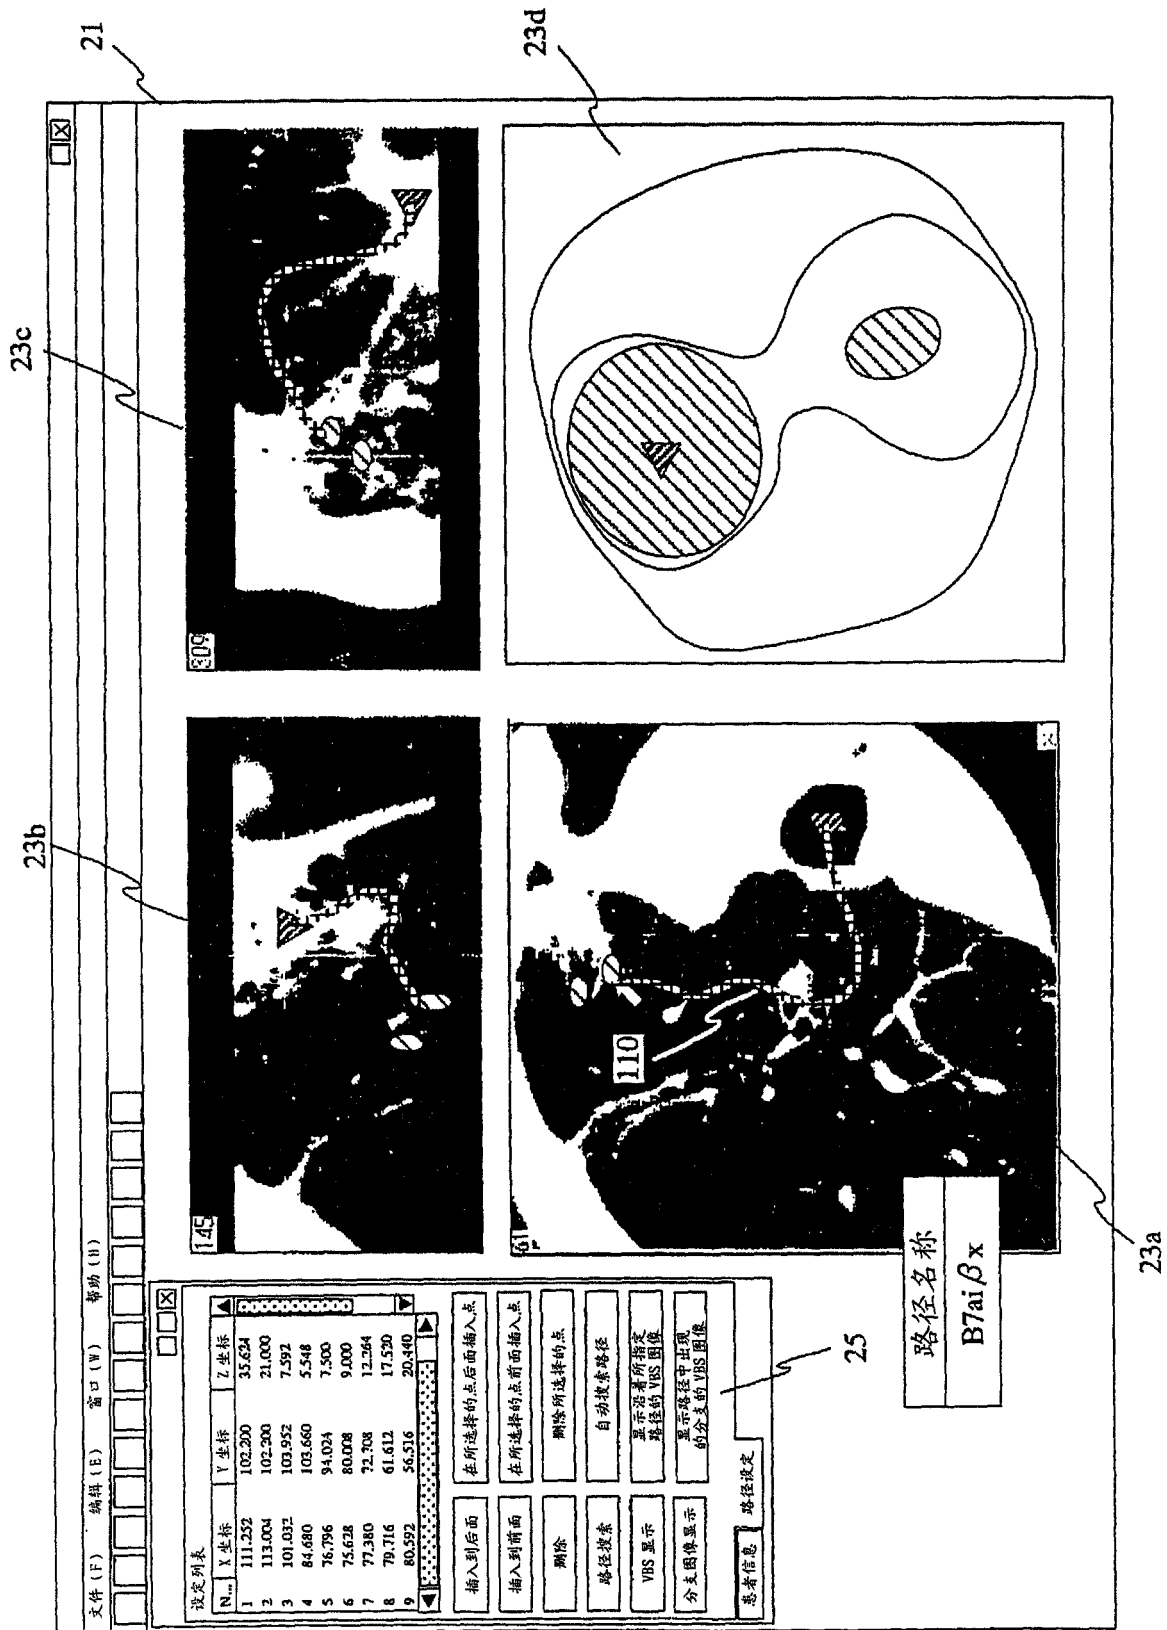 21
文件(F) 编辑(E) 窗口(W) 帮助(H)
设定列表
N... X坐标 Y坐标 Z坐标
1 111.252 102.200 35.624
2 113.004 102.200 21.000
3 101.032 103.952 7.592
4 84.680 103.660 5.548
5 76.796 94.024 7.500
6 75.628 80.008 9.000
7 77.380 72.708 12.264
8 79.716 61.612 17.520
9 80.592 56.516 20.440
插入到后面 在所选择的点后面插入点
插入到前面 在所选择的点前面插入点
删除 删除所选择的点
路径搜索 自动搜索路径
VBS 显示 显示沿着所指定
路径的 VBS 图像
分支图像显示 显示路径中出现
的分支的 VBS 图像
患者信息 路径设定
25
23b
145
23c
309
110
61
路径名称
B7aiβx
23a
23d